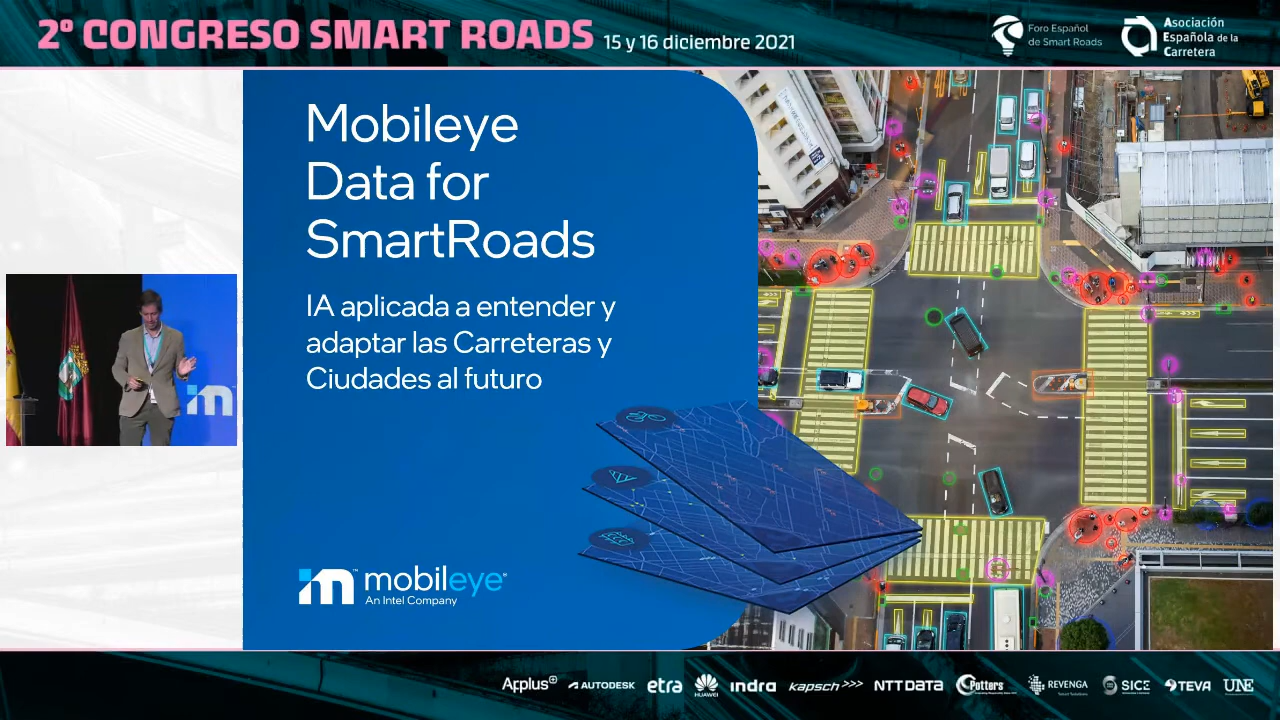 2º CONGRESO SMART ROADS 15 y 16 diciembre 2021
Foro Español
de Smart Roads
Asociación
Española de la
Carretera
Mobileye
Data for
SmartRoads
IA aplicada a entender y
adaptar las Carreteras y
Ciudades al futuro
mobileye™
An Intel Company
Applus+ AUTODESK etra HUAWEI indra kapsch>>> NTT DATA Potters REVENGA SICE TEVA UNE